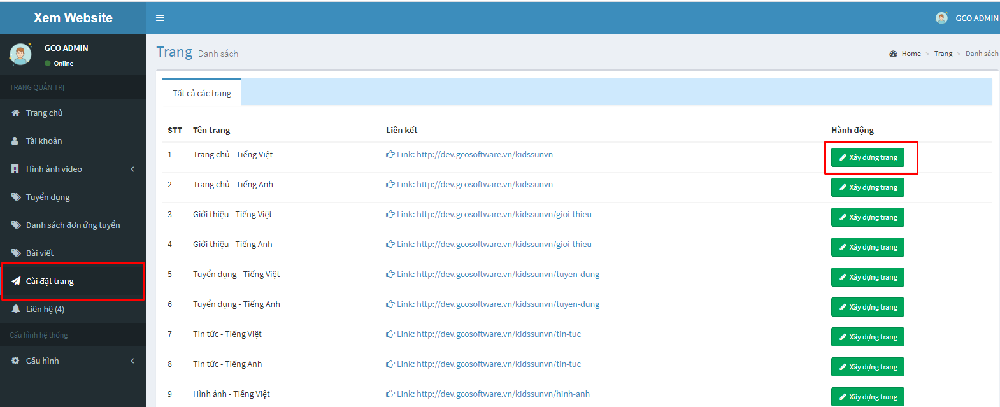 Xem Website
GCO ADMIN
GCO ADMIN
Online
TRANG QUẢN TRỊ
Trang chủ
Tài khoản
Hình ảnh video
Tuyển dụng
Danh sách đơn ứng tuyển
Bài viết
Cài đặt trang
Liên hệ (4)
Cấu hình hệ thống
Cấu hình
Trang Danh sách
Home > Trang > Danh sách
Tất cả các trang
STT Tên trang Liên kết Hành động
1 Trang chủ - Tiếng Việt Link: http://dev.gcosoftware.vn/kidssunvn Xây dựng trang
2 Trang chủ - Tiếng Anh Link: http://dev.gcosoftware.vn/kidssunvn Xây dựng trang
3 Giới thiệu - Tiếng Việt Link: http://dev.gcosoftware.vn/kidssunvn/gioi-thieu Xây dựng trang
4 Giới thiệu - Tiếng Anh Link: http://dev.gcosoftware.vn/kidssunvn/gioi-thieu Xây dựng trang
5 Tuyển dụng - Tiếng Việt Link: http://dev.gcosoftware.vn/kidssunvn/tuyen-dung Xây dựng trang
6 Tuyển dụng - Tiếng Anh Link: http://dev.gcosoftware.vn/kidssunvn/tuyen-dung Xây dựng trang
7 Tin tức - Tiếng Việt Link: http://dev.gcosoftware.vn/kidssunvn/tin-tuc Xây dựng trang
8 Tin tức - Tiếng Anh Link: http://dev.gcosoftware.vn/kidssunvn/tin-tuc Xây dựng trang
9 Hình ảnh - Tiếng Việt Link: http://dev.gcosoftware.vn/kidssunvn/hinh-anh Xây dựng trang